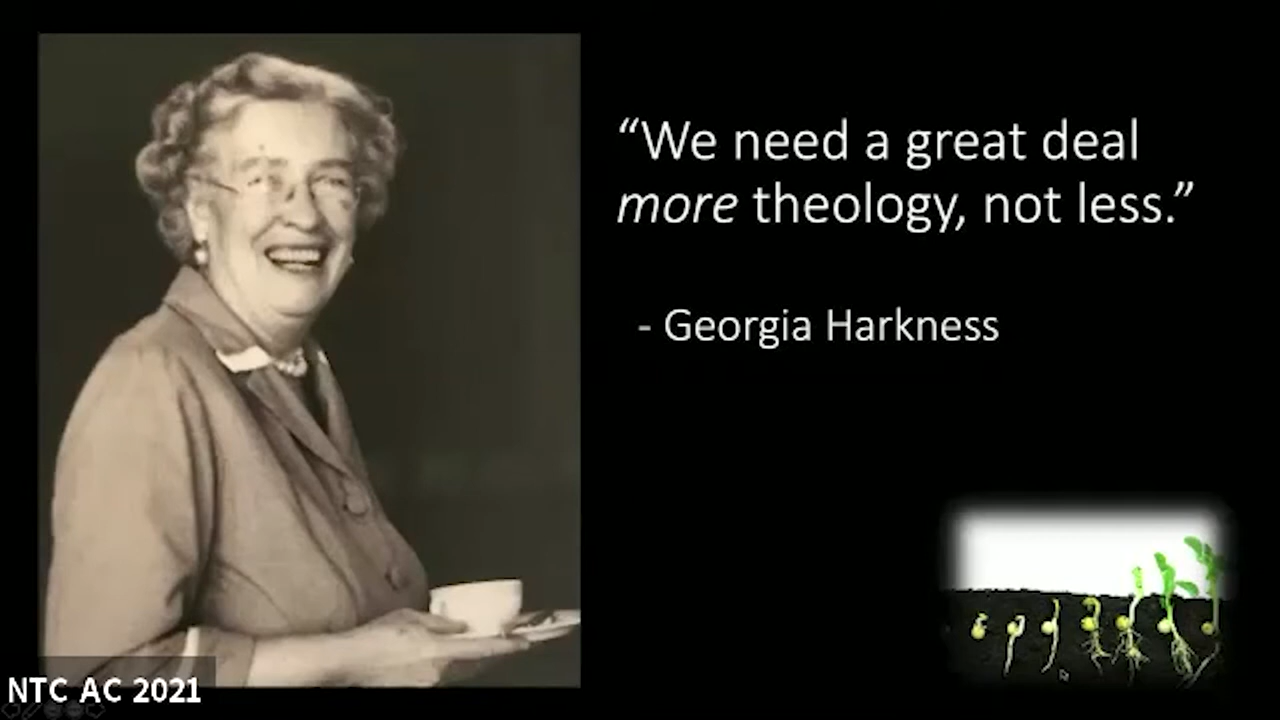 “We need a great deal
more theology, not less.”
- Georgia Harkness
NTC AC 2021